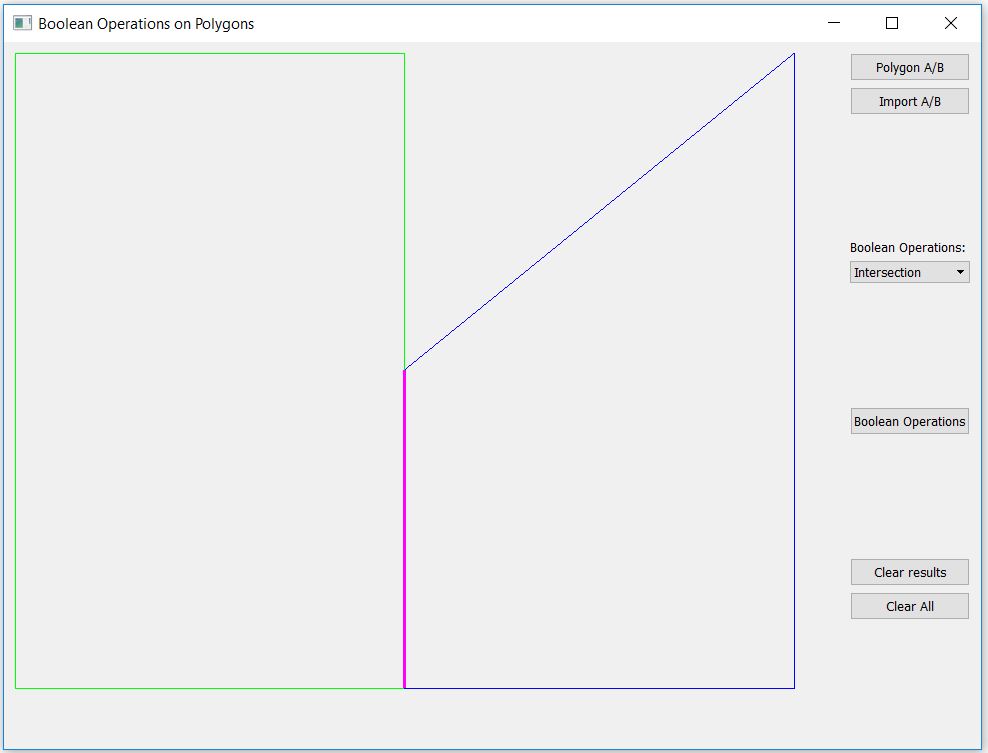 Boolean Operations on Polygons
Polygon A/B
Import A/B
Boolean Operations:
Intersection
Boolean Operations
Clear results
Clear All